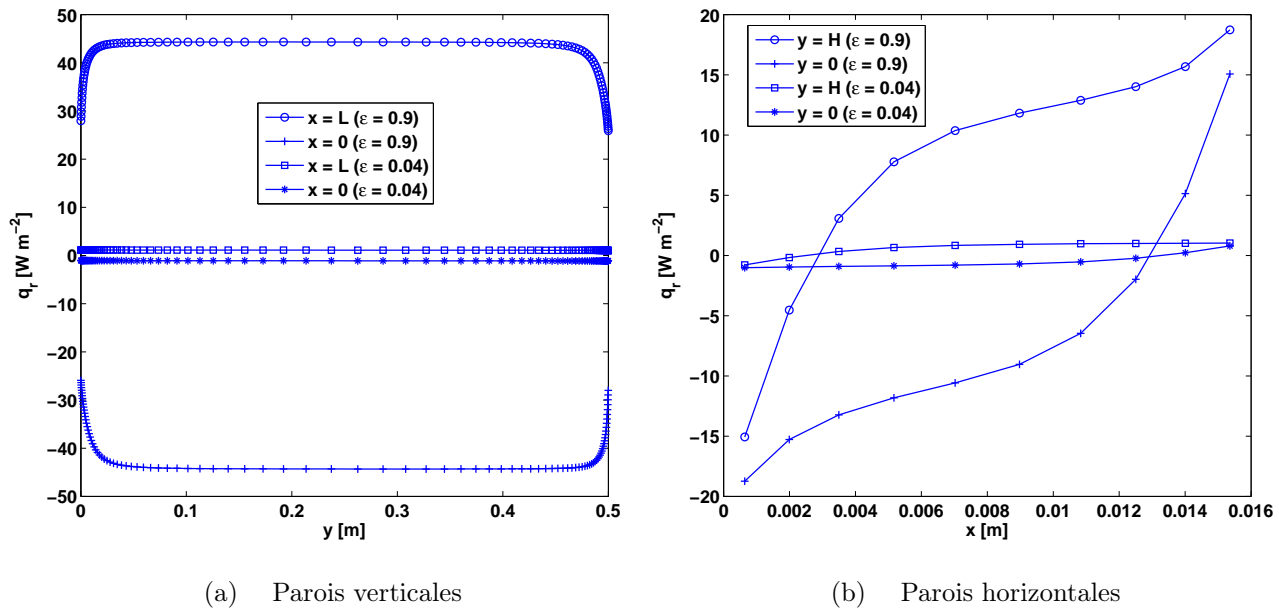 50
40
30
20
10
0
−10
−20
−30
−40
−50
q_r [W m⁻²]
0
0.1
0.2
0.3
0.4
0.5
y [m]
x = L (ε = 0.9)
x = 0 (ε = 0.9)
x = L (ε = 0.04)
x = 0 (ε = 0.04)
(a) Parois verticales
20
15
10
5
0
−5
−10
−15
−20
q_r [W m⁻²]
0
0.002
0.004
0.006
0.008
0.01
0.012
0.014
0.016
x [m]
y = H (ε = 0.9)
y = 0 (ε = 0.9)
y = H (ε = 0.04)
y = 0 (ε = 0.04)
(b) Parois horizontales